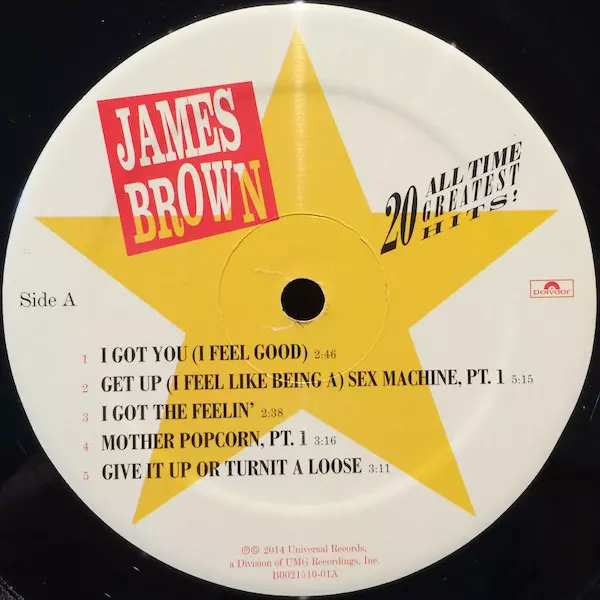 JAMES
BROWN
20 ALL TIME
GREATEST
HITS!
Polydor
Side A
1 I GOT YOU (I FEEL GOOD) 2:46
2 GET UP (I FEEL LIKE BEING A) SEX MACHINE, PT. 1 5:15
3 I GOT THE FEELIN' 2:38
4 MOTHER POPCORN, PT. 1 3:16
5 GIVE IT UP OR TURNIT A LOOSE 3:11
℗© 2014 Universal Records,
a Division of UMG Recordings, Inc.
B0021510-01A